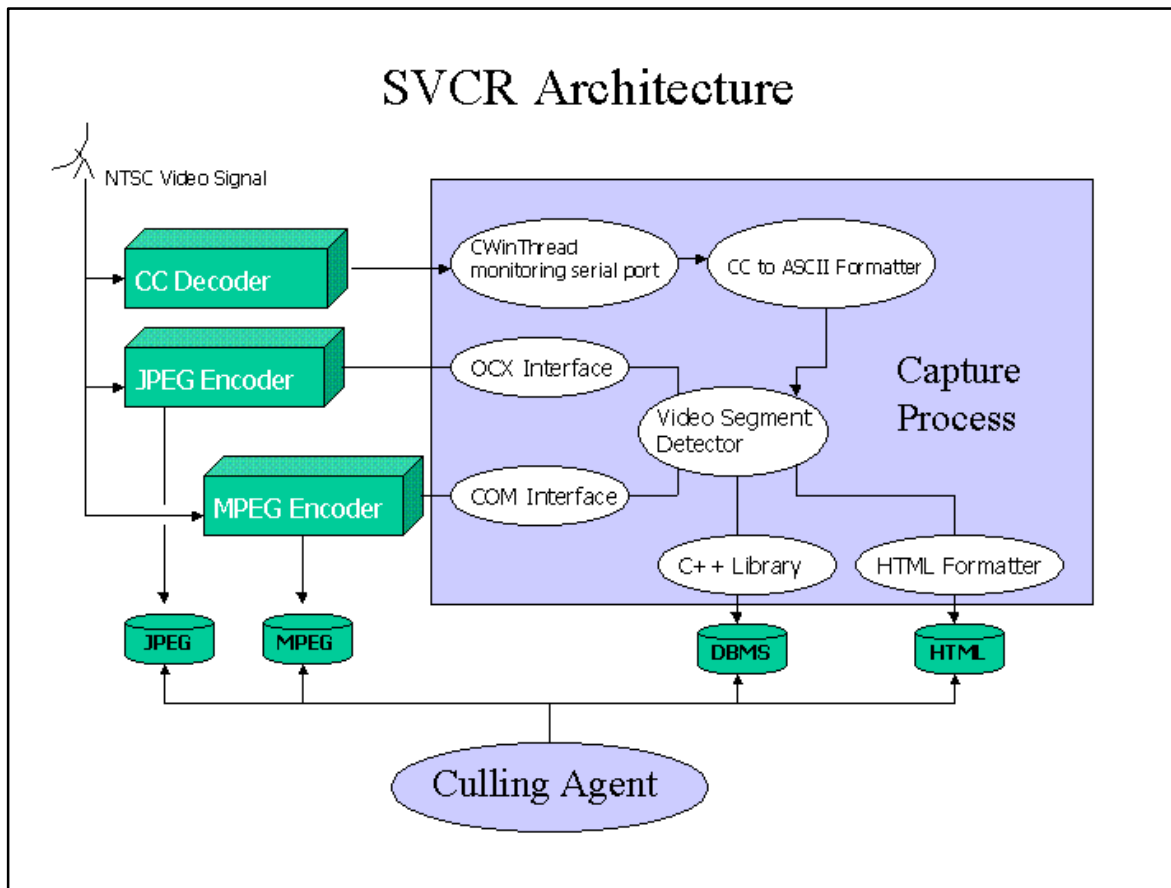 SVCR Architecture
NTSC Video Signal
CC Decoder
CWinThread
monitoring serial port
CC to ASCII Formatter
JPEG Encoder
OCX Interface
Capture
Process
Video Segment
Detector
MPEG Encoder
COM Interface
C++ Library
HTML Formatter
JPEG
MPEG
DBMS
HTML
Culling Agent